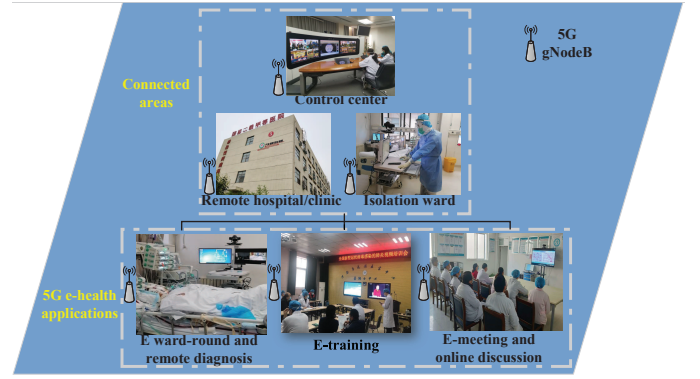 5G
gNodeB
Connected
areas
Control center
Remote hospital/clinic
Isolation ward
5G e-health
applications
E ward-round and
remote diagnosis
E-training
E-meeting and
online discussion